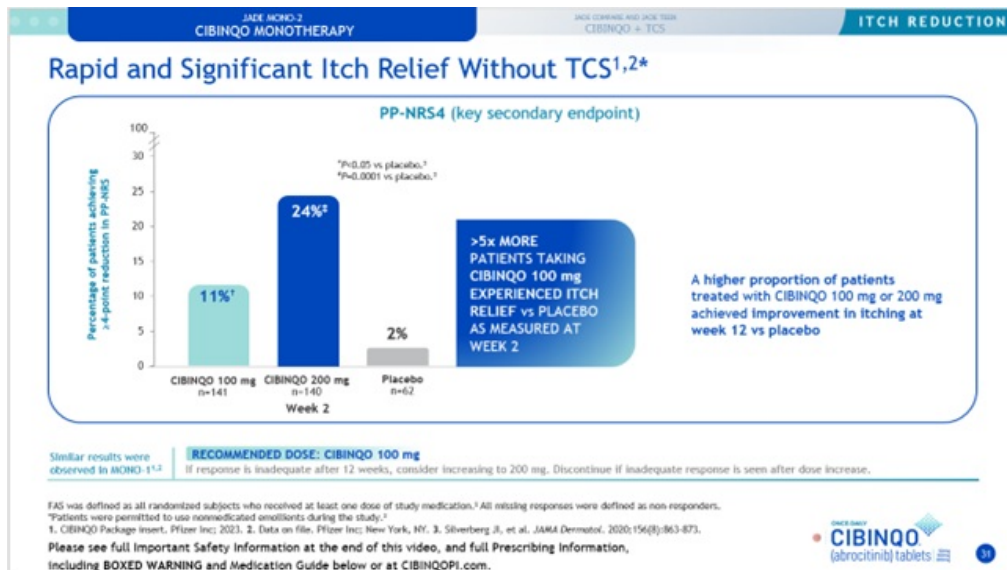 JADE MONO-2
CIBINQO MONOTHERAPY
JADE COMPARE AND JADE TEEN
CIBINQO + TCS
ITCH REDUCTION
Rapid and Significant Itch Relief Without TCS1,2*
PP-NRS4 (key secondary endpoint)
Percentage of patients achieving
≥4-point reduction in PP-NRS
100
30
25
20
15
10
5
0
†P<0.05 vs placebo.1
‡P=0.0001 vs placebo.1
11%†
24%‡
2%
CIBINQO 100 mg
n=141
CIBINQO 200 mg
n=140
Placebo
n=62
Week 2
>5x MORE
PATIENTS TAKING
CIBINQO 100 mg
EXPERIENCED ITCH
RELIEF vs PLACEBO
AS MEASURED AT
WEEK 2
A higher proportion of patients
treated with CIBINQO 100 mg or 200 mg
achieved improvement in itching at
week 12 vs placebo
Similar results were
observed in MONO-11,2
RECOMMENDED DOSE: CIBINQO 100 mg
If response is inadequate after 12 weeks, consider increasing to 200 mg. Discontinue if inadequate response is seen after dose increase.
FAS was defined as all randomized subjects who received at least one dose of study medication.3 All missing responses were defined as non-responders.
*Patients were permitted to use nonmedicated emollients during the study.3
1. CIBINQO Package insert. Pfizer Inc; 2023. 2. Data on file. Pfizer Inc; New York, NY. 3. Silverberg JI, et al. JAMA Dermatol. 2020;156(8):863-873.
Please see full Important Safety Information at the end of this video, and full Prescribing Information,
including BOXED WARNING and Medication Guide below or at CIBINQOPI.com.
ONCE-DAILY
CIBINQO
(abrocitinib) tablets
31